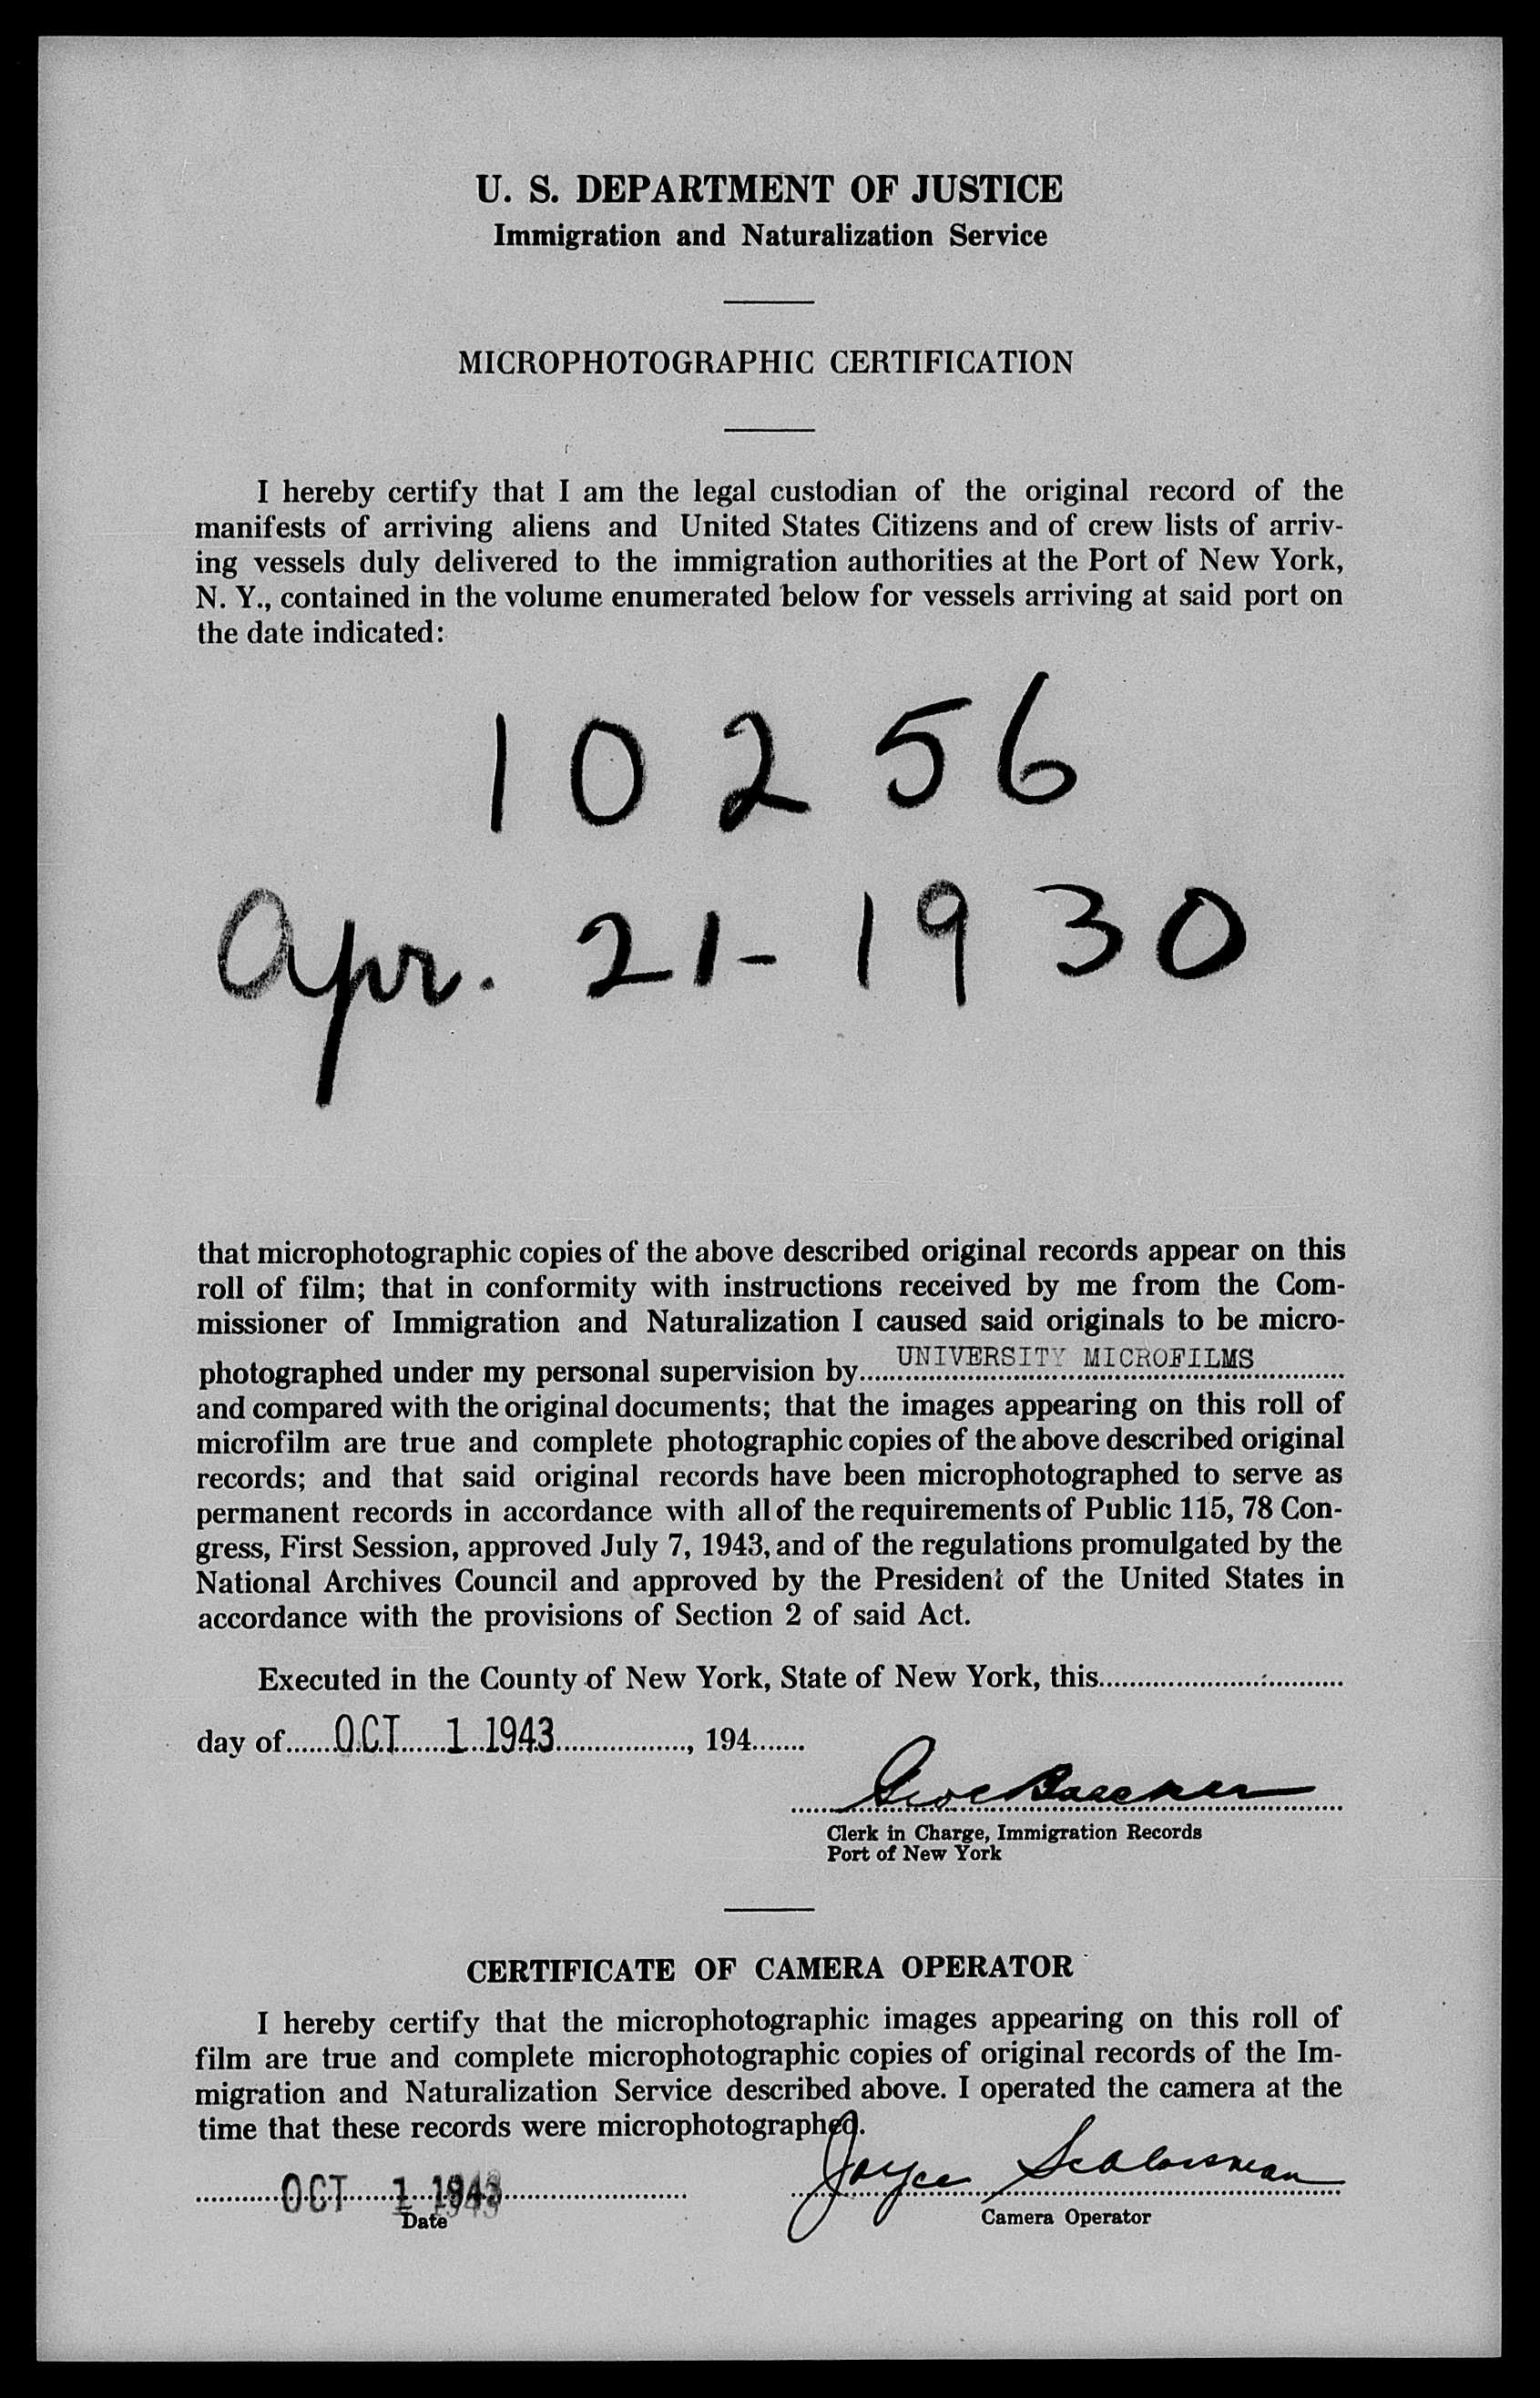 U. S. DEPARTMENT OF JUSTICE
Immigration and Naturalization Service
MICROPHOTOGRAPHIC CERTIFICATION
I hereby certify that I am the legal custodian of the original record of the
manifests of arriving aliens and United States Citizens and of crew lists of arriv-
ing vessels duly delivered to the immigration authorities at the Port of New York,
N. Y., contained in the volume enumerated below for vessels arriving at said port on
the date indicated:
10256
Apr. 21-1930
that microphotographic copies of the above described original records appear on this
roll of film; that in conformity with instructions received by me from the Com-
missioner of Immigration and Naturalization I caused said originals to be micro-
photographed under my personal supervision by UNIVERSITY MICROFILMS
and compared with the original documents; that the images appearing on this roll of
microfilm are true and complete photographic copies of the above described original
records; and that said original records have been microphotographed to serve as
permanent records in accordance with all of the requirements of Public 115, 78 Con-
gress, First Session, approved July 7, 1943, and of the regulations promulgated by the
National Archives Council and approved by the President of the United States in
accordance with the provisions of Section 2 of said Act.
Executed in the County of New York, State of New York, this
day of OCT 1 1943, 194
Clerk in Charge, Immigration Records
Port of New York
CERTIFICATE OF CAMERA OPERATOR
I hereby certify that the microphotographic images appearing on this roll of
film are true and complete microphotographic copies of original records of the Im-
migration and Naturalization Service described above. I operated the camera at the
time that these records were microphotographed.
OCT 1 1943 Joyce
Date Camera Operator